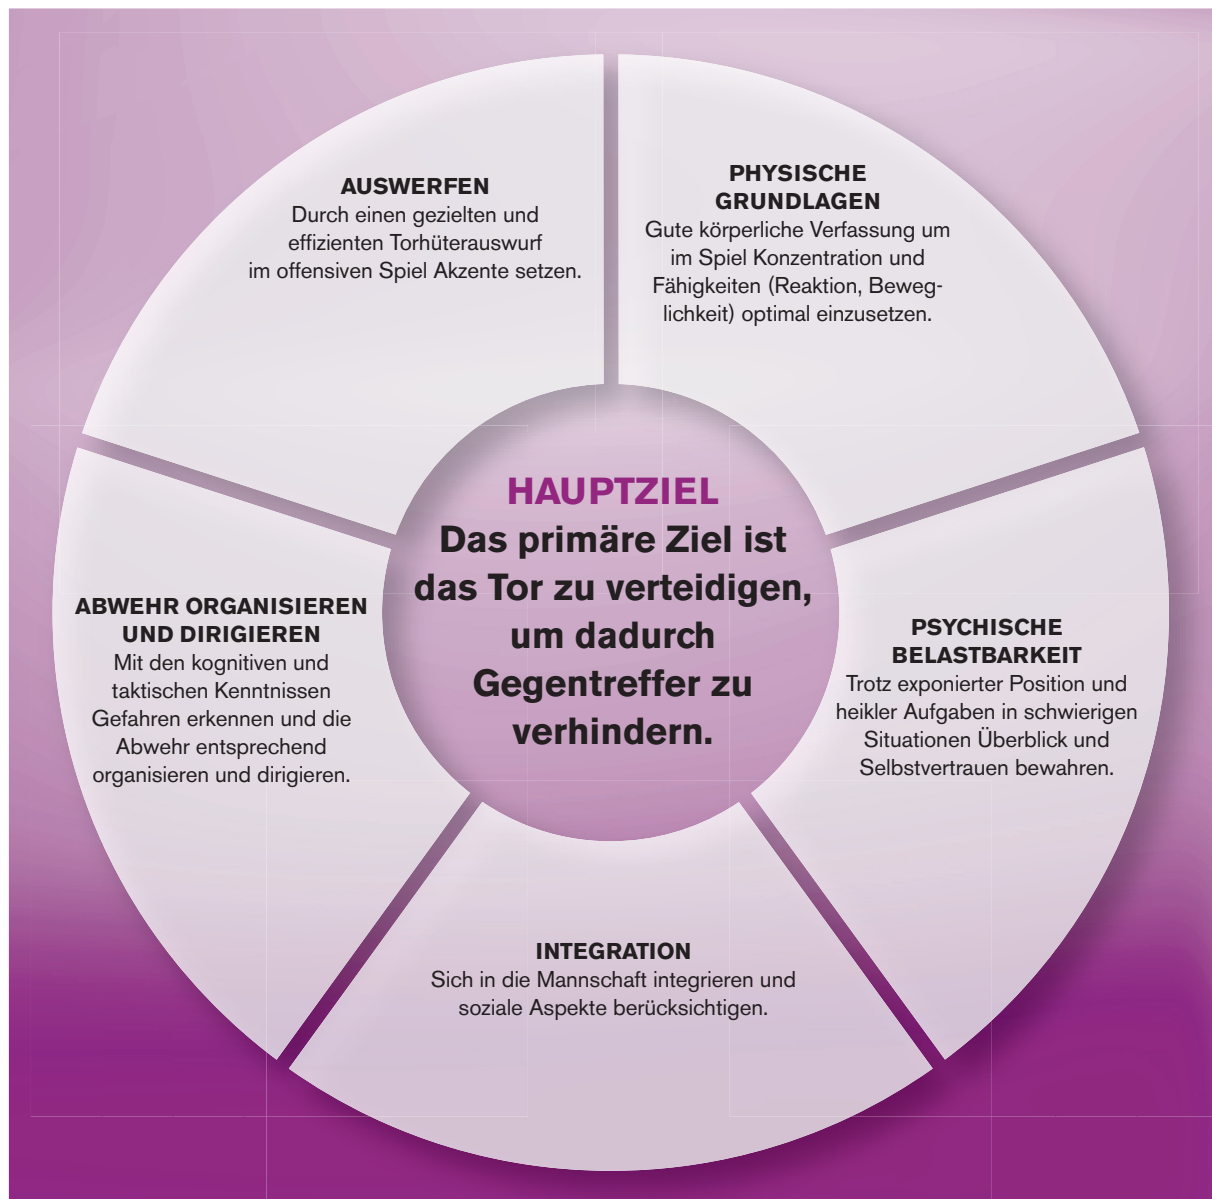 AUSWERFEN
Durch einen gezielten und
effizienten Torhüterauswurf
im offensiven Spiel Akzente setzen.
PHYSISCHE
GRUNDLAGEN
Gute körperliche Verfassung um
im Spiel Konzentration und
Fähigkeiten (Reaktion, Beweg-
lichkeit) optimal einzusetzen.
HAUPTZIEL
Das primäre Ziel ist
das Tor zu verteidigen,
um dadurch
Gegentreffer zu
verhindern.
ABWEHR ORGANISIEREN
UND DIRIGIEREN
Mit den kognitiven und
taktischen Kenntnissen
Gefahren erkennen und die
Abwehr entsprechend
organisieren und dirigieren.
PSYCHISCHE
BELASTBARKEIT
Trotz exponierter Position und
heikler Aufgaben in schwierigen
Situationen Überblick und
Selbstvertrauen bewahren.
INTEGRATION
Sich in die Mannschaft integrieren und
soziale Aspekte berücksichtigen.